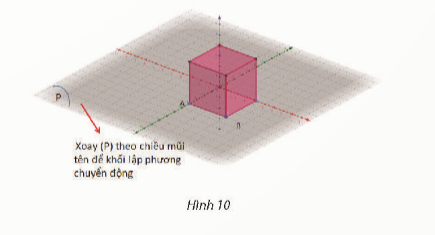 P
A
B
Xoay (P) theo chiều mũi
tên để khối lập phương
chuyển động
Hình 10